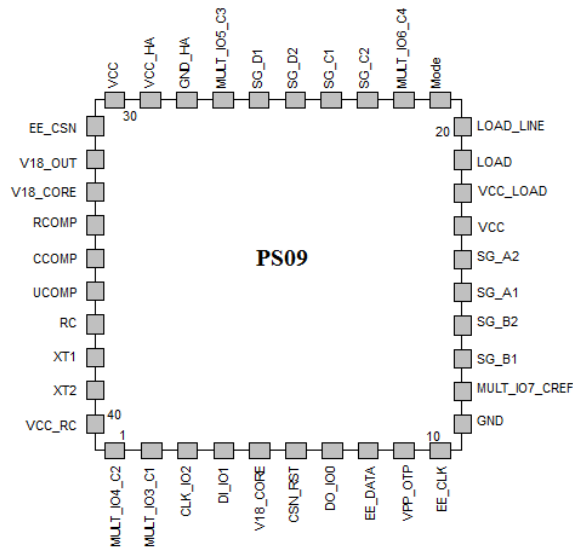 VCC
VCC_HA
GND_HA
MULT_IO5_C3
SG_D1
SG_D2
SG_C1
SG_C2
MULT_IO6_C4
Mode
30
20
EE_CSN
V18_OUT
V18_CORE
RCOMP
CCOMP
UCOMP
RC
XT1
XT2
VCC_RC
PS09
LOAD_LINE
LOAD
VCC_LOAD
VCC
SG_A2
SG_A1
SG_B2
SG_B1
MULT_IO7_CREF
GND
40
1
10
MULT_IO4_C2
MULT_IO3_C1
CLK_IO2
DI_IO1
V18_CORE
CSN_RST
DO_IO0
EE_DATA
VPP_OTP
EE_CLK